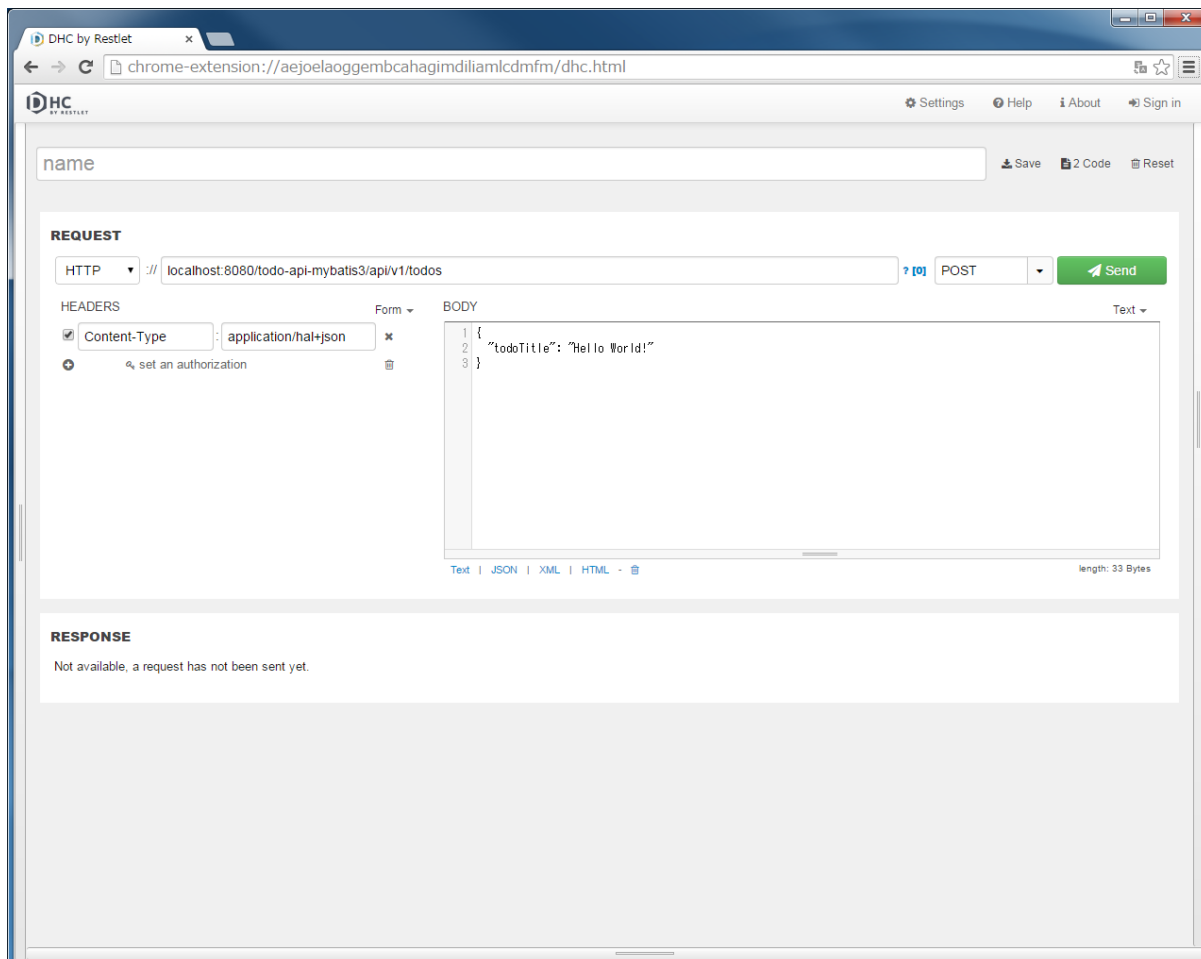 DHC by Restlet
chrome-extension://aejoelaoggembcahagimdiliamlcdmfm/dhc.html
DHC BY RESTLET Settings Help About Sign in
name Save 2 Code Reset
REQUEST
HTTP :// localhost:8080/todo-api-mybatis3/api/v1/todos ? [0] POST Send
HEADERS Form BODY Text
Content-Type : application/hal+json
set an authorization
1 {
2 "todoTitle": "Hello World!"
3 }
Text | JSON | XML | HTML - length: 33 Bytes
RESPONSE
Not available, a request has not been sent yet.